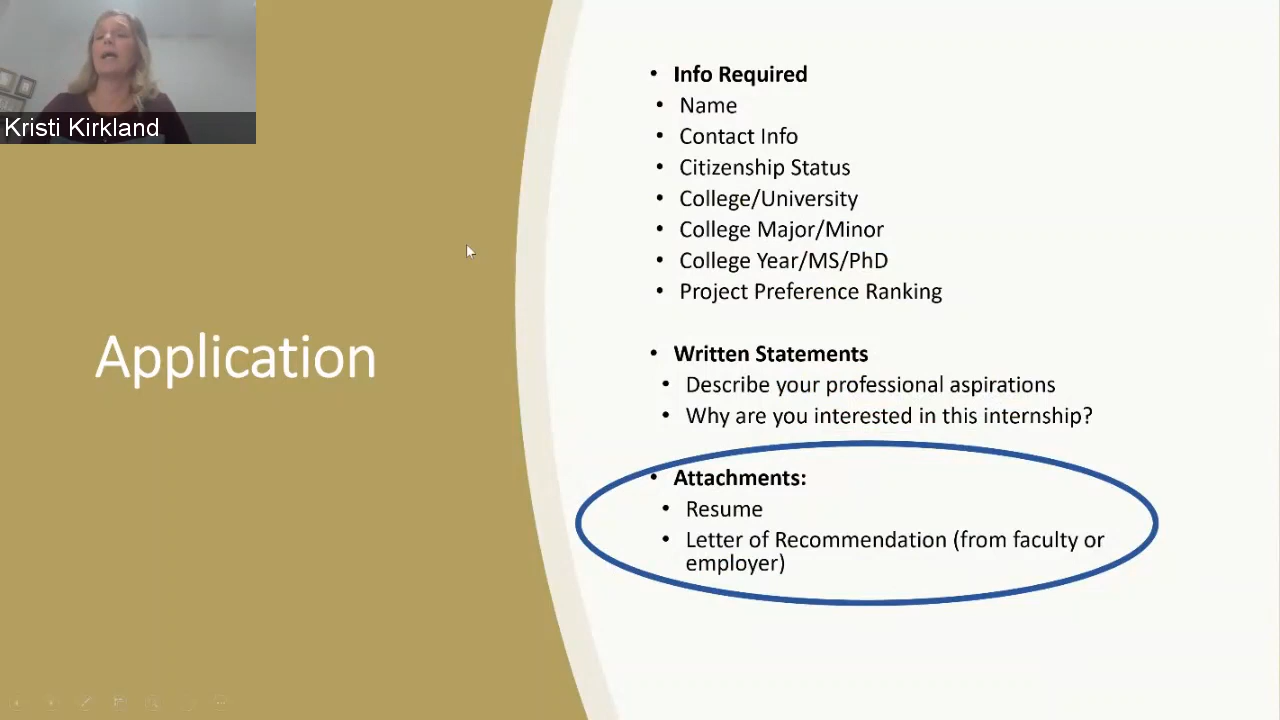 Kristi Kirkland
Application
• Info Required
• Name
• Contact Info
• Citizenship Status
• College/University
• College Major/Minor
• College Year/MS/PhD
• Project Preference Ranking
• Written Statements
• Describe your professional aspirations
• Why are you interested in this internship?
• Attachments:
• Resume
• Letter of Recommendation (from faculty or
employer)